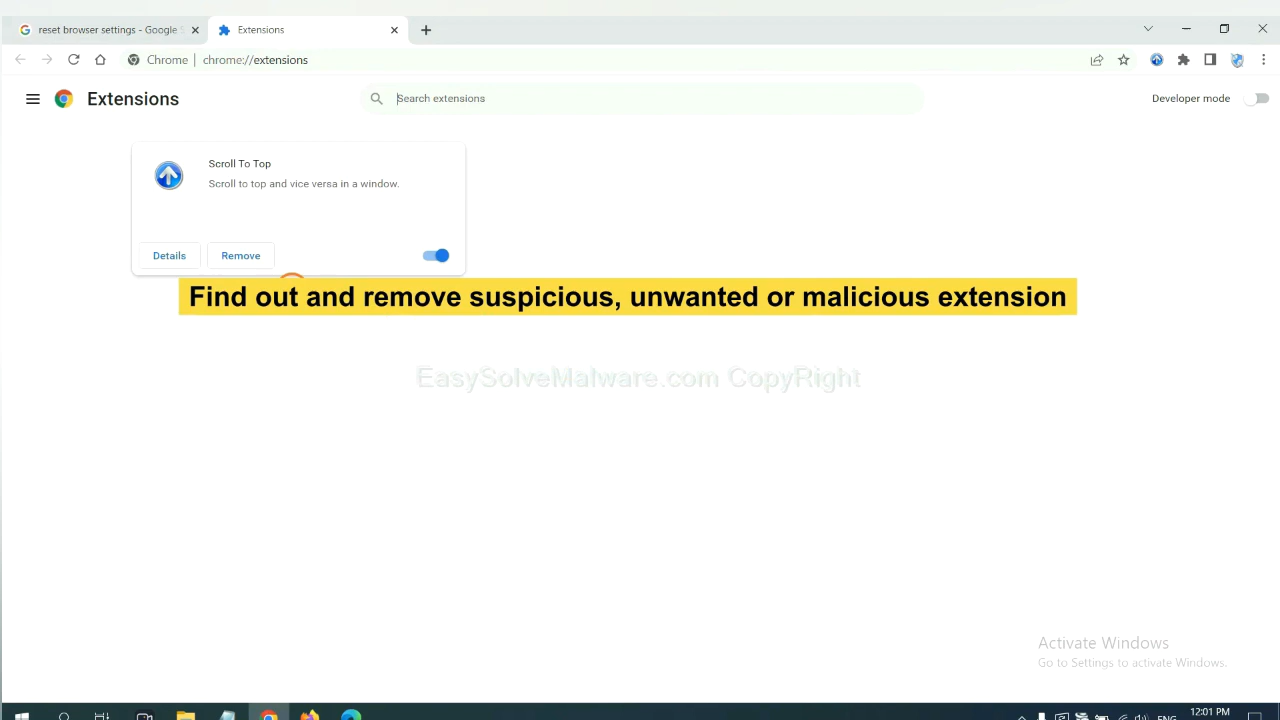 reset browser settings - Google
Extensions
Chrome
chrome://extensions
Extensions
Search extensions
Developer mode
Scroll To Top
Scroll to top and vice versa in a window.
Details
Remove
Find out and remove suspicious, unwanted or malicious extension
EasySolveMalware.com CopyRight
Activate Windows
Go to Settings to activate Windows.
ENG
12:01 PM